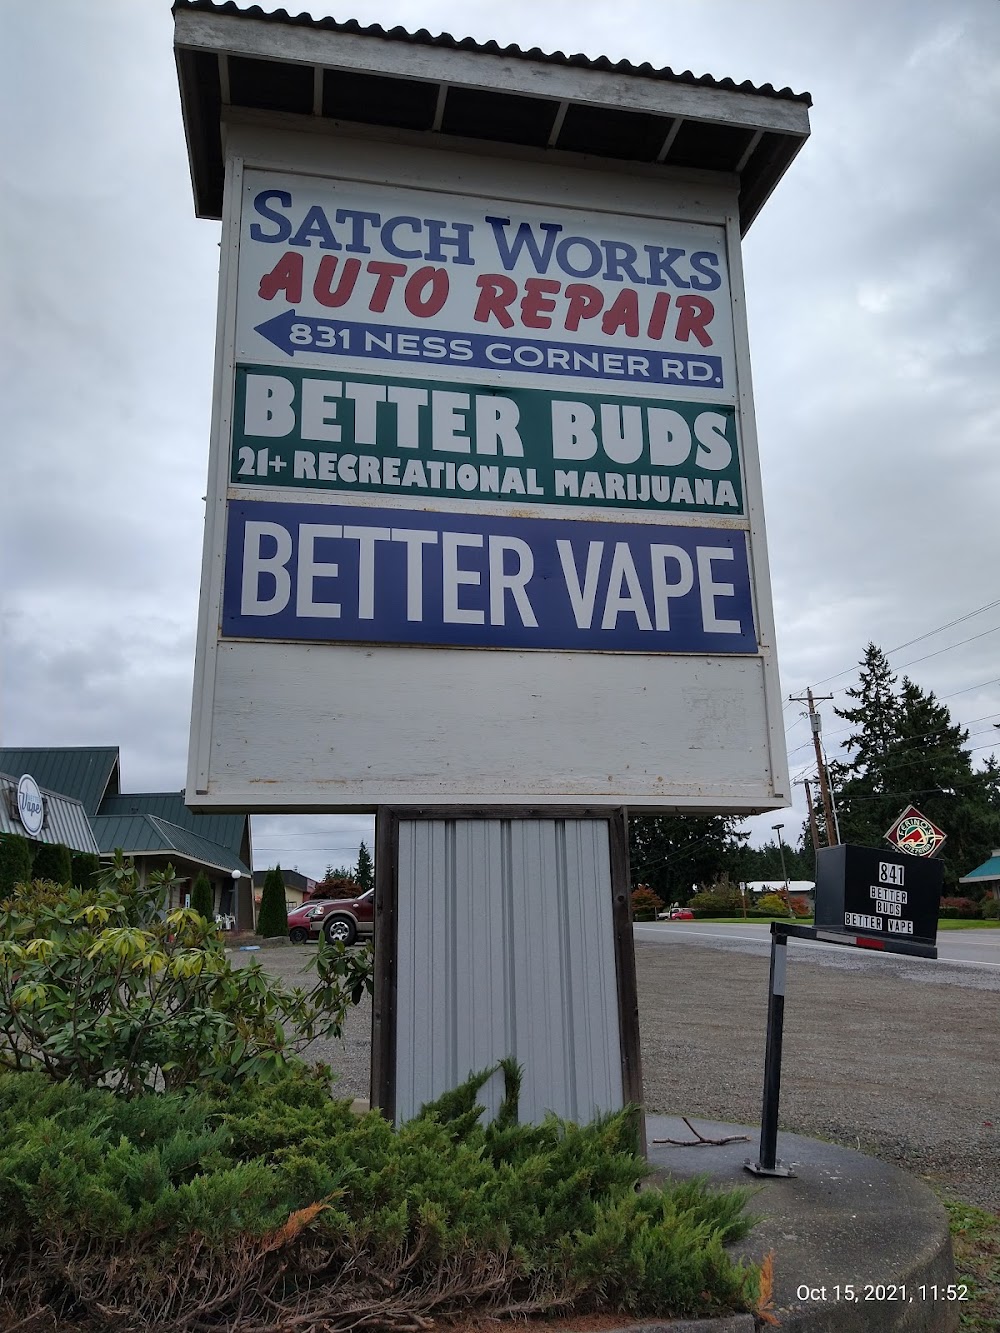 SATCH WORKS
AUTO REPAIR
831 NESS CORNER RD.
BETTER BUDS
21+ RECREATIONAL MARIJUANA
BETTER VAPE
Vape
841
BETTER
BUDS
BETTER VAPE
Oct 15, 2021, 11:52